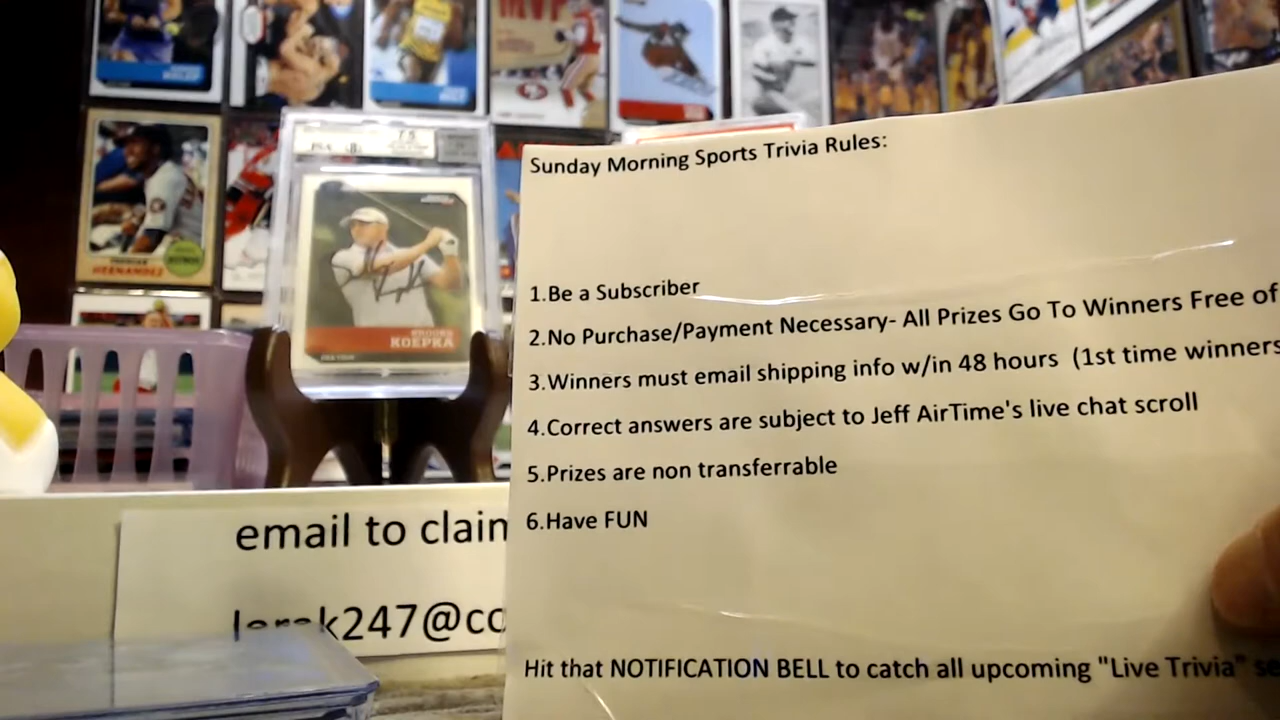 MVP
7.5
HERNANDEZ
BROOKS
KOEPKA
Sunday Morning Sports Trivia Rules:
1.Be a Subscriber
2.No Purchase/Payment Necessary- All Prizes Go To Winners Free of
3.Winners must email shipping info w/in 48 hours (1st time winners
4.Correct answers are subject to Jeff AirTime's live chat scroll
5.Prizes are non transferrable
6.Have FUN
Hit that NOTIFICATION BELL to catch all upcoming "Live Trivia"
email to claim